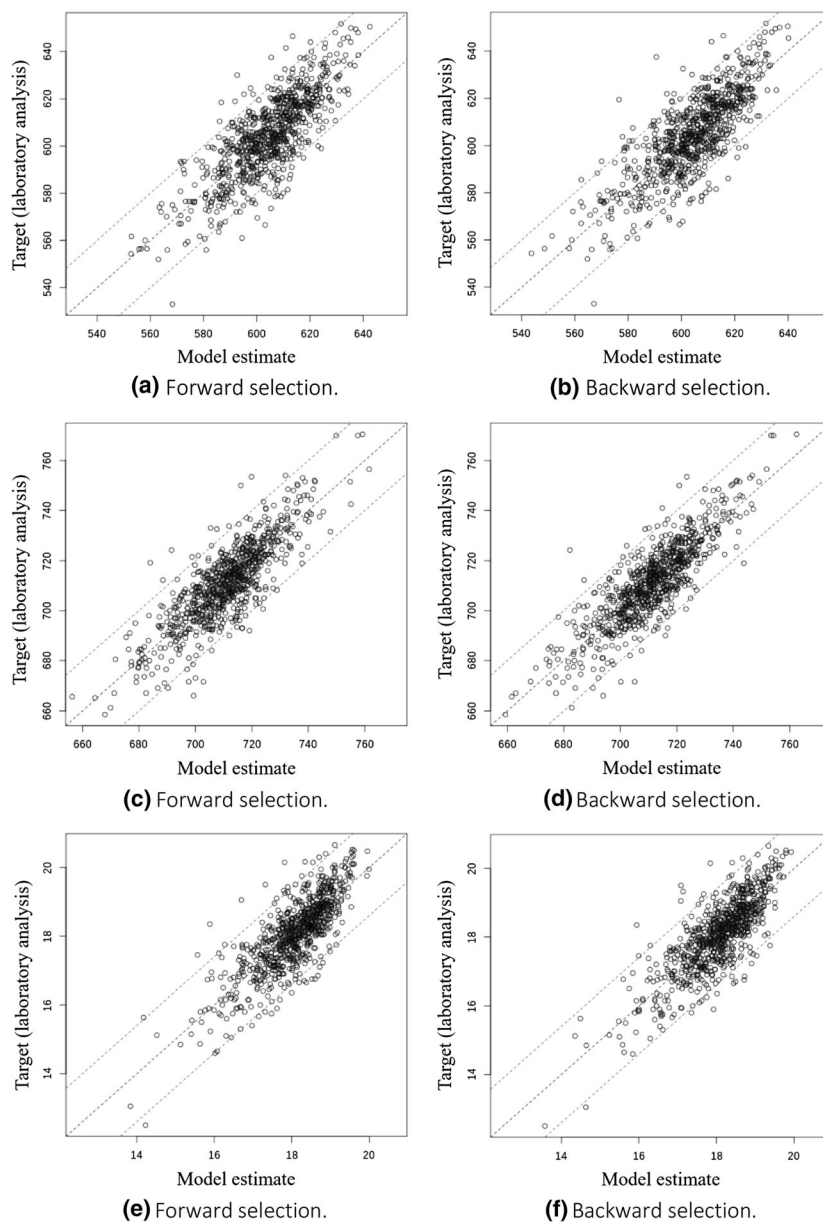 640
620
600
580
560
540
Target (laboratory analysis)
540 560 580 600 620 640
Model estimate
(a) Forward selection.
640
620
600
580
560
540
Target (laboratory analysis)
540 560 580 600 620 640
Model estimate
(b) Backward selection.
760
740
720
700
680
660
Target (laboratory analysis)
660 680 700 720 740 760
Model estimate
(c) Forward selection.
760
740
720
700
680
660
Target (laboratory analysis)
660 680 700 720 740 760
Model estimate
(d) Backward selection.
20
18
16
14
Target (laboratory analysis)
14 16 18 20
Model estimate
(e) Forward selection.
20
18
16
14
Target (laboratory analysis)
14 16 18 20
Model estimate
(f) Backward selection.